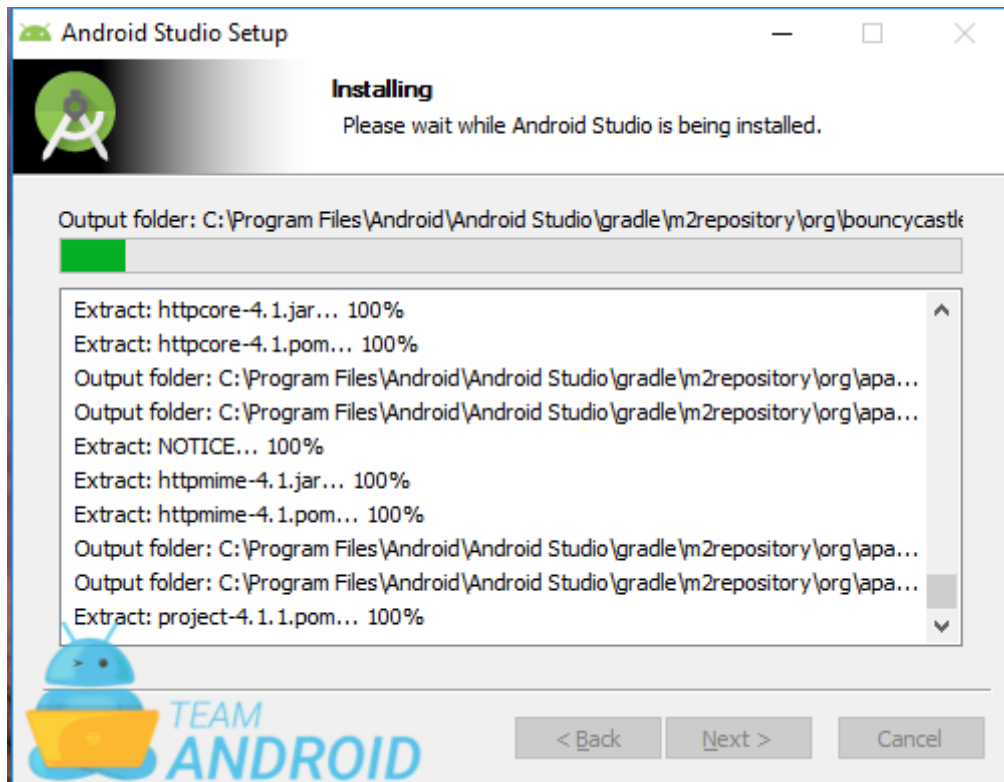 Android Studio Setup
Installing
Please wait while Android Studio is being installed.
Output folder: C:\Program Files\Android\Android Studio\gradle\m2repository\org\bouncycastle
Extract: httpcore-4.1.jar... 100%
Extract: httpcore-4.1.pom... 100%
Output folder: C:\Program Files\Android\Android Studio\gradle\m2repository\org\apa...
Output folder: C:\Program Files\Android\Android Studio\gradle\m2repository\org\apa...
Extract: NOTICE... 100%
Extract: httpmime-4.1.jar... 100%
Extract: httpmime-4.1.pom... 100%
Output folder: C:\Program Files\Android\Android Studio\gradle\m2repository\org\apa...
Output folder: C:\Program Files\Android\Android Studio\gradle\m2repository\org\apa...
Extract: project-4.1.1.pom... 100%
TEAM
ANDROID
< Back Next > Cancel